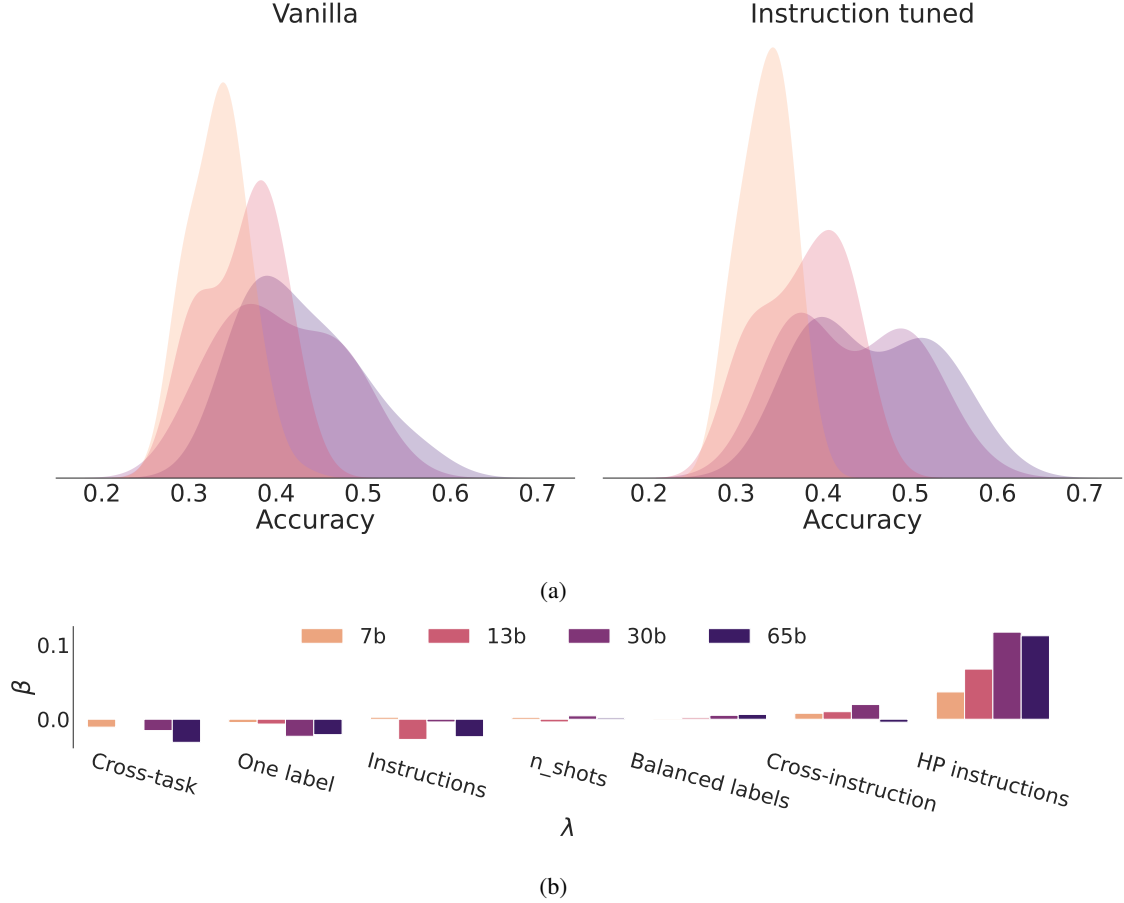 Vanilla
Instruction tuned
0.2 0.3 0.4 0.5 0.6 0.7
Accuracy
0.2 0.3 0.4 0.5 0.6 0.7
Accuracy
(a)
7b 13b 30b 65b
0.1
0.0
β
Cross-task
One label
Instructions
n_shots
Balanced labels
Cross-instruction
HP instructions
λ
(b)